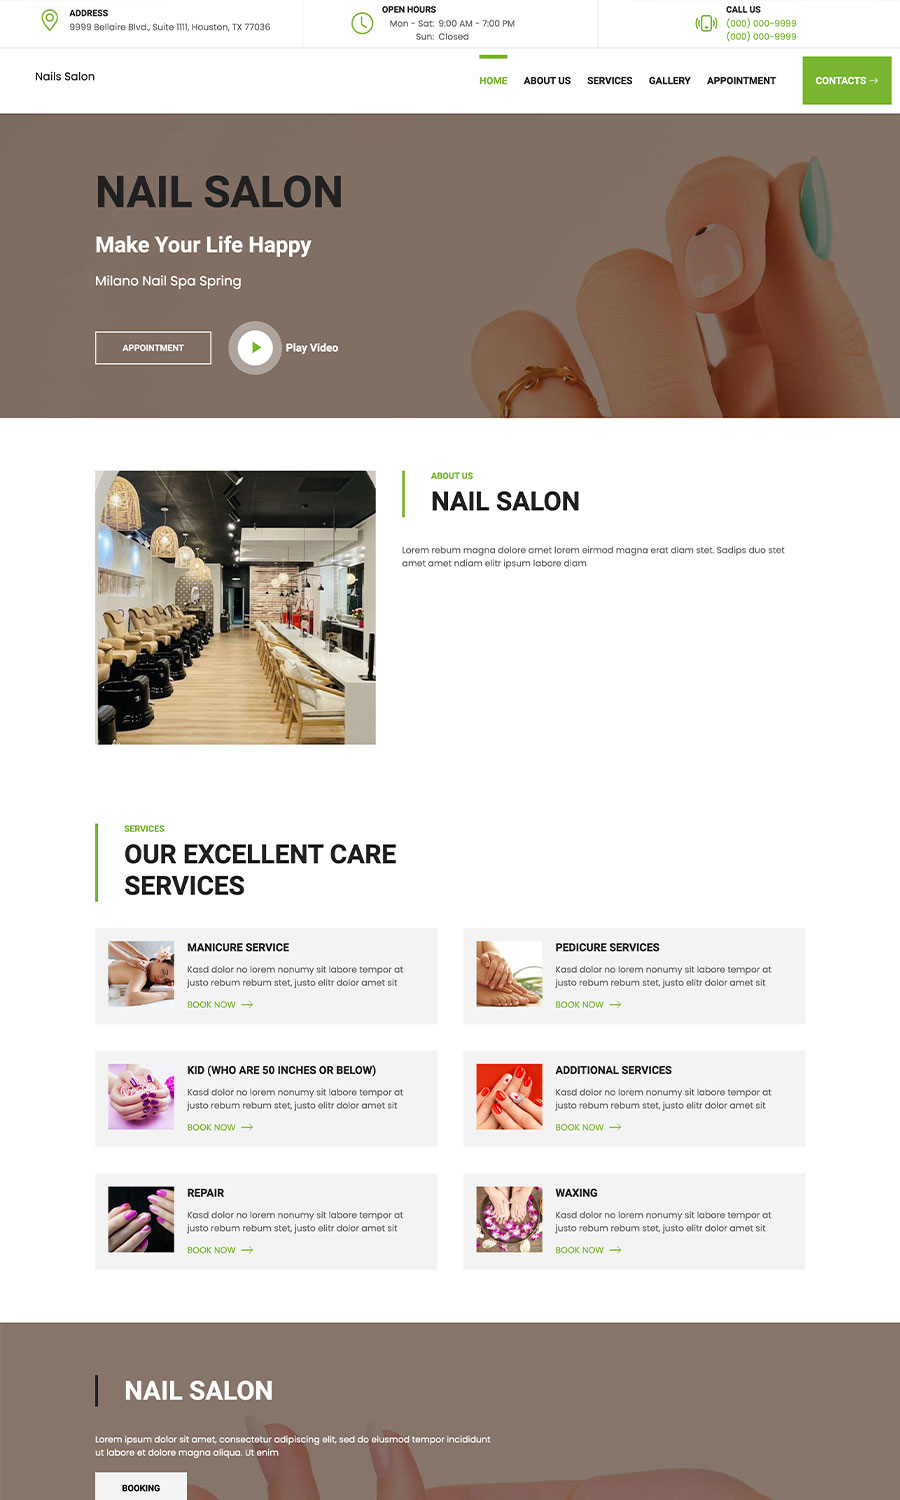 ADDRESS
9999 Bellaire Blvd., Suite 1111, Houston, TX 77036
OPEN HOURS
Mon - Sat: 9:00 AM - 7:00 PM
Sun: Closed
CALL US
(000) 000-9999
(000) 000-9999
Nails Salon
HOME ABOUT US SERVICES GALLERY APPOINTMENT CONTACTS →
NAIL SALON
Make Your Life Happy
Milano Nail Spa Spring
APPOINTMENT
Play Video
ABOUT US
NAIL SALON
Lorem rebum magna dolore amet lorem eirmod magna erat diam stet. Sadips duo stet
amet amet ndiam elitr ipsum labore diam
SERVICES
OUR EXCELLENT CARE
SERVICES
MANICURE SERVICE
Kasd dolor no lorem nonumy sit labore tempor at
justo rebum rebum stet, justo elitr dolor amet sit
BOOK NOW →
PEDICURE SERVICES
Kasd dolor no lorem nonumy sit labore tempor at
justo rebum rebum stet, justo elitr dolor amet sit
BOOK NOW →
KID (WHO ARE 50 INCHES OR BELOW)
Kasd dolor no lorem nonumy sit labore tempor at
justo rebum rebum stet, justo elitr dolor amet sit
BOOK NOW →
ADDITIONAL SERVICES
Kasd dolor no lorem nonumy sit labore tempor at
justo rebum rebum stet, justo elitr dolor amet sit
BOOK NOW →
REPAIR
Kasd dolor no lorem nonumy sit labore tempor at
justo rebum rebum stet, justo elitr dolor amet sit
BOOK NOW →
WAXING
Kasd dolor no lorem nonumy sit labore tempor at
justo rebum rebum stet, justo elitr dolor amet sit
BOOK NOW →
NAIL SALON
Lorem ipsum dolor sit amet, consectetur adipiscing elit, sed do eiusmod tempor incididunt
ut labore et dolore magna aliqua. Ut enim
BOOKING